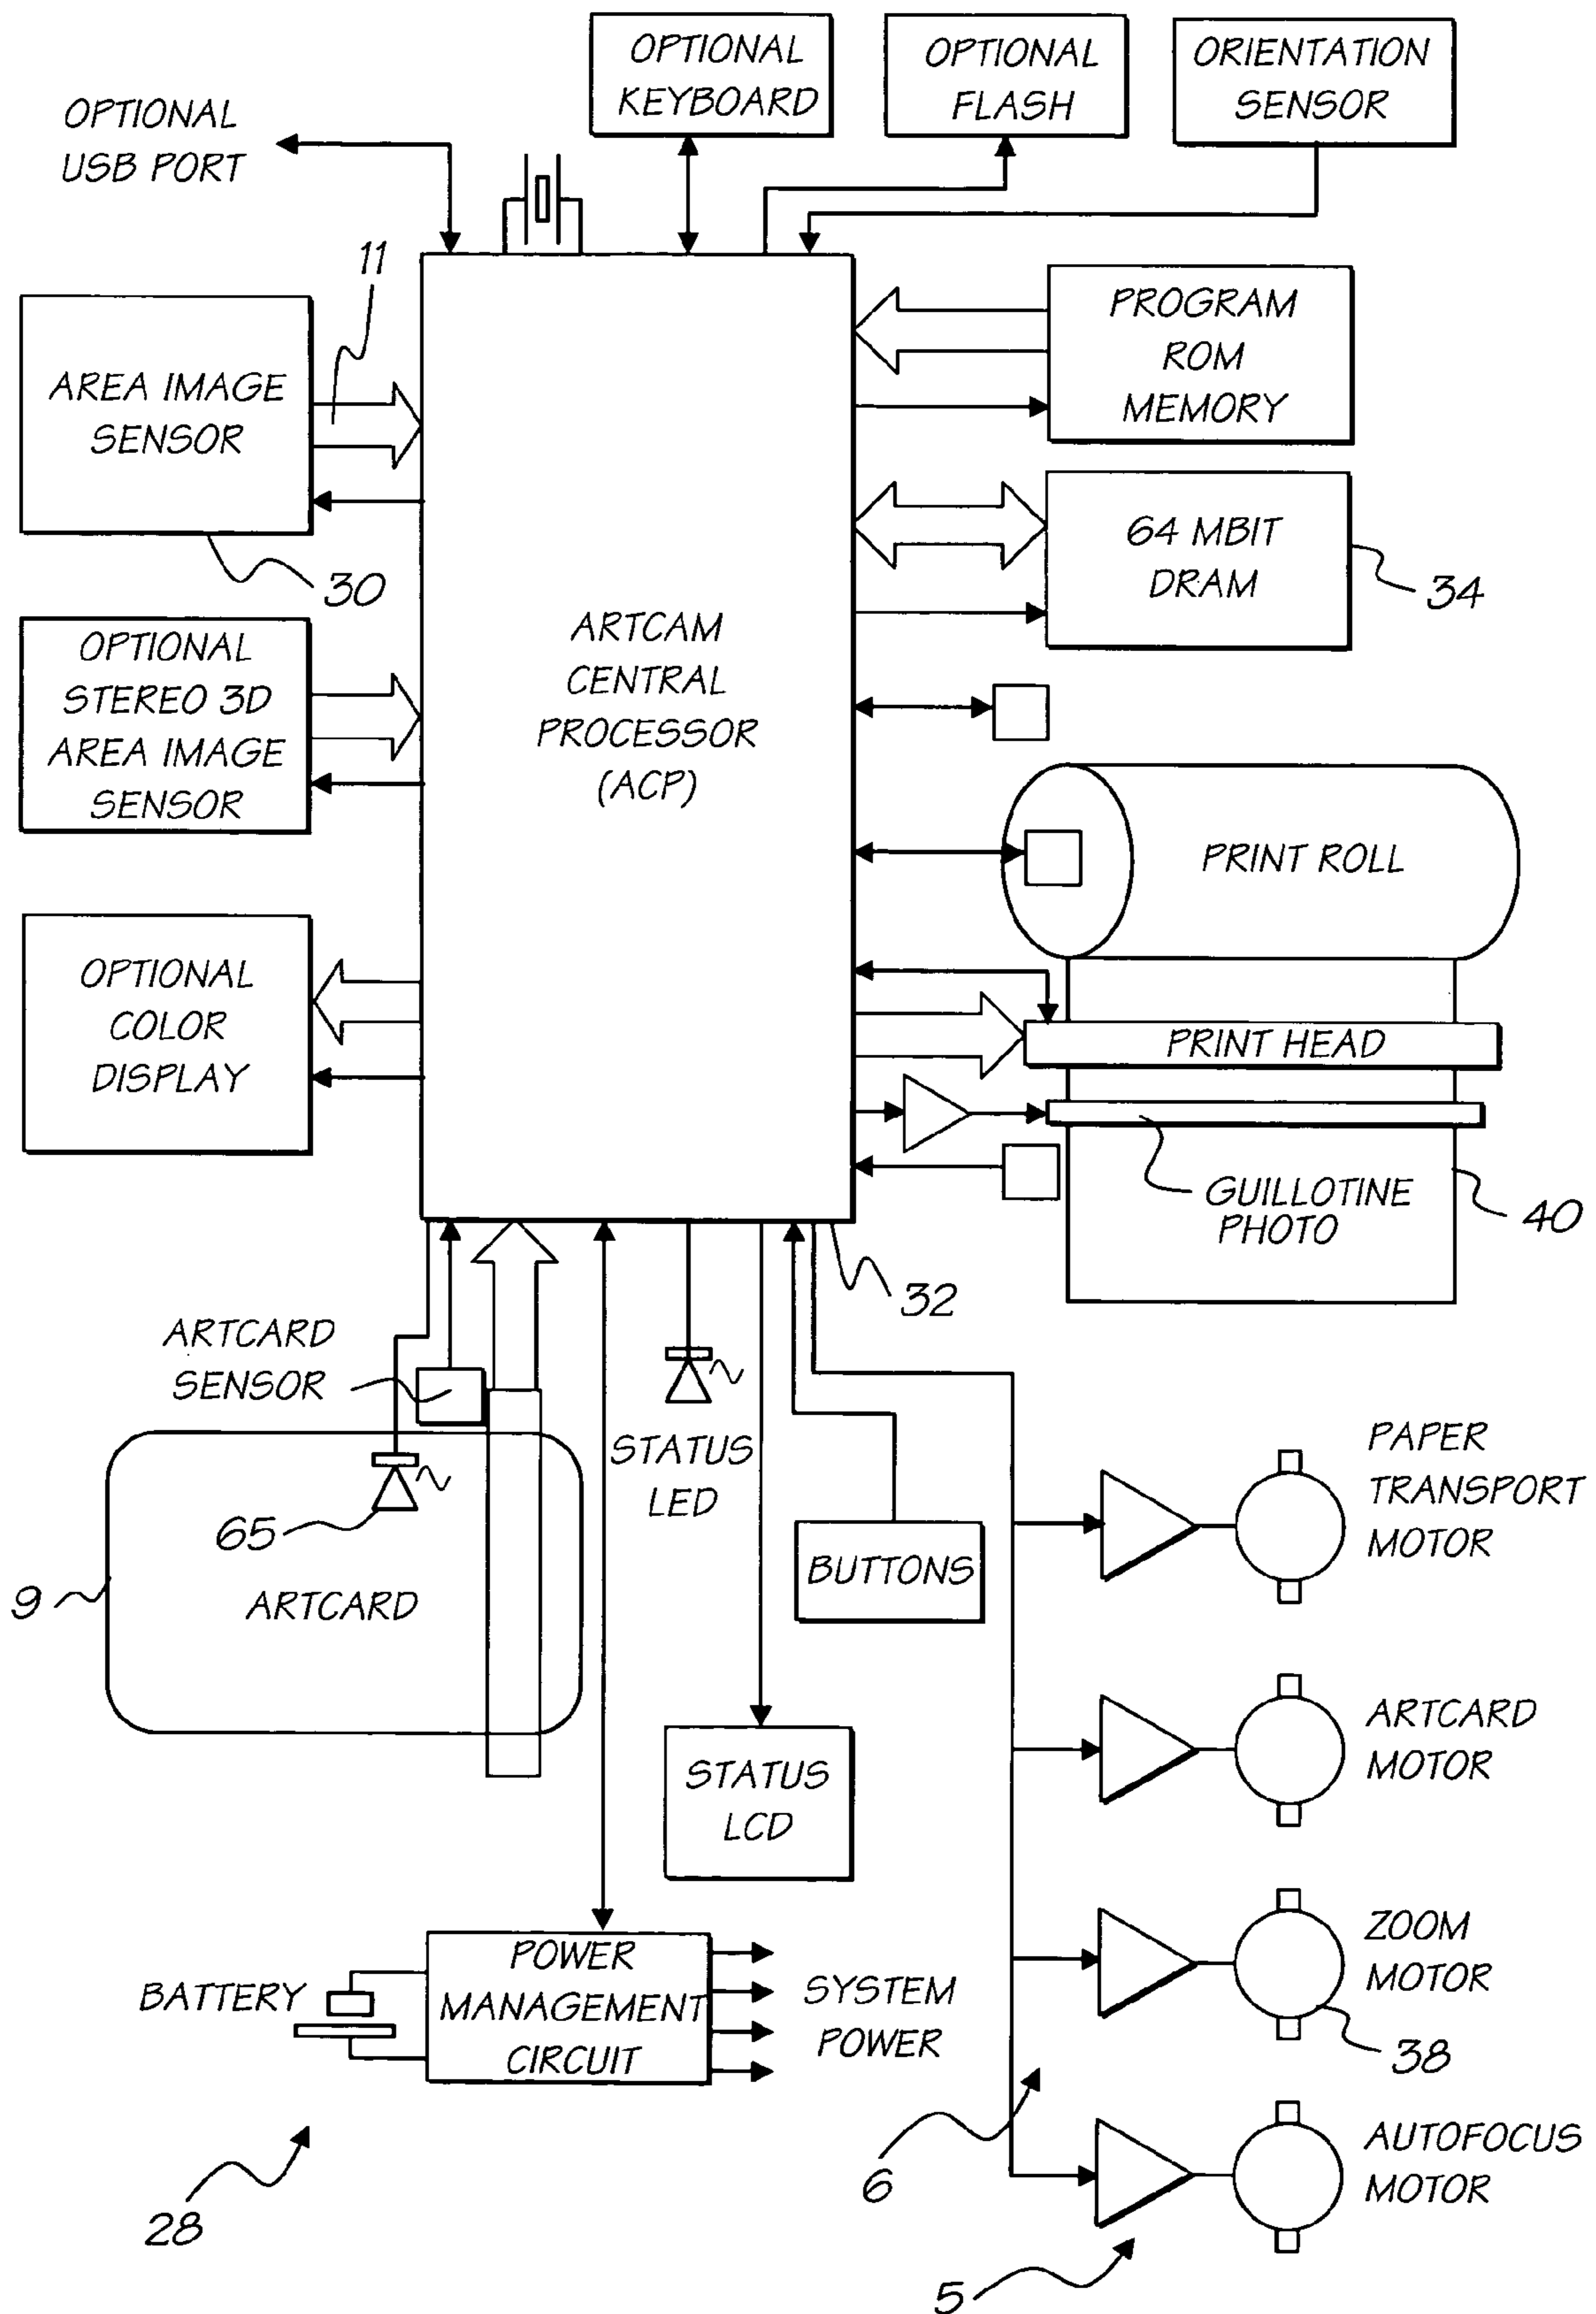 OPTIONAL
USB PORT
OPTIONAL
KEYBOARD
OPTIONAL
FLASH
ORIENTATION
SENSOR
11
AREA IMAGE
SENSOR
30
PROGRAM
ROM
MEMORY
64 MBIT
DRAM
34
OPTIONAL
STEREO 3D
AREA IMAGE
SENSOR
ARTCAM
CENTRAL
PROCESSOR
(ACP)
PRINT ROLL
OPTIONAL
COLOR
DISPLAY
PRINT HEAD
GUILLOTINE
PHOTO
40
32
ARTCARD
SENSOR
STATUS
LED
65
9
ARTCARD
BUTTONS
PAPER
TRANSPORT
MOTOR
STATUS
LCD
ARTCARD
MOTOR
BATTERY
POWER
MANAGEMENT
CIRCUIT
SYSTEM
POWER
ZOOM
MOTOR
38
6
28
AUTOFOCUS
MOTOR
5